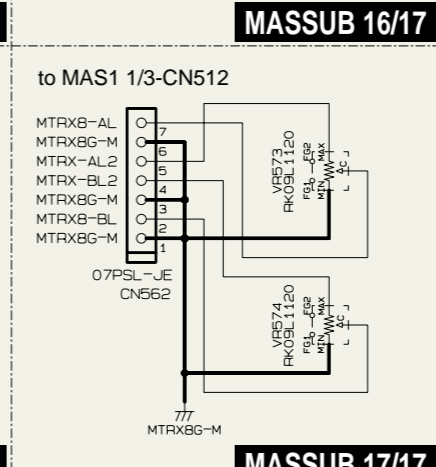 MASSUB 16/17
to MAS1 1/3-CN512
MTRX8-AL
7
MTRX8G-M
6
MTRX-AL2
5
MTRX-BL2
4
MTRX8G-M
3
MTRX8-BL
2
MTRX8G-M
1
07PSL-JE
CN562
VR573
RK09L1120
FG1
FG2
MIN
MAX
C
VR574
RK09L1120
FG1
FG2
MIN
MAX
C
MTRX8G-M
MASSUB 17/17